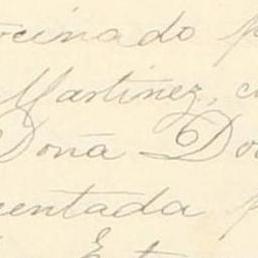 ocinado p
Martinez, c
Doña Do
entada p